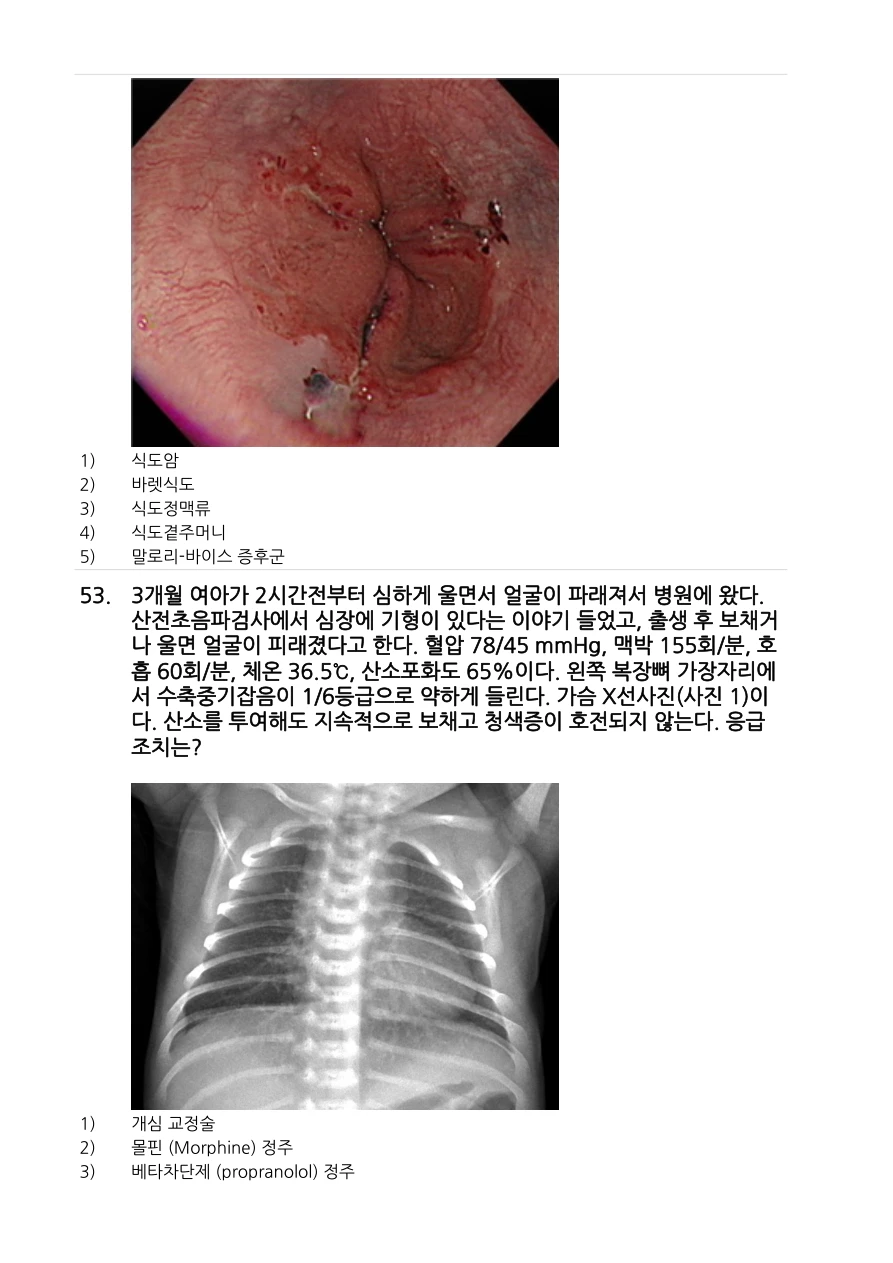 1) 식도암
2) 바렛식도
3) 식도정맥류
4) 식도곁주머니
5) 말로리-바이스 증후군
53. 3개월 여아가 2시간전부터 심하게 울면서 얼굴이 파래져서 병원에 왔다.
산전초음파검사에서 심장에 기형이 있다는 이야기 들었고, 출생 후 보채거
나 울면 얼굴이 피래졌다고 한다. 혈압 78/45 mmHg, 맥박 155회/분, 호
흡 60회/분, 체온 36.5℃, 산소포화도 65%이다. 왼쪽 복장뼈 가장자리에
서 수축중기잡음이 1/6등급으로 약하게 들린다. 가슴 X선사진(사진 1)이
다. 산소를 투여해도 지속적으로 보채고 청색증이 호전되지 않는다. 응급
조치는?
1) 개심 교정술
2) 몰핀 (Morphine) 정주
3) 베타차단제 (propranolol) 정주